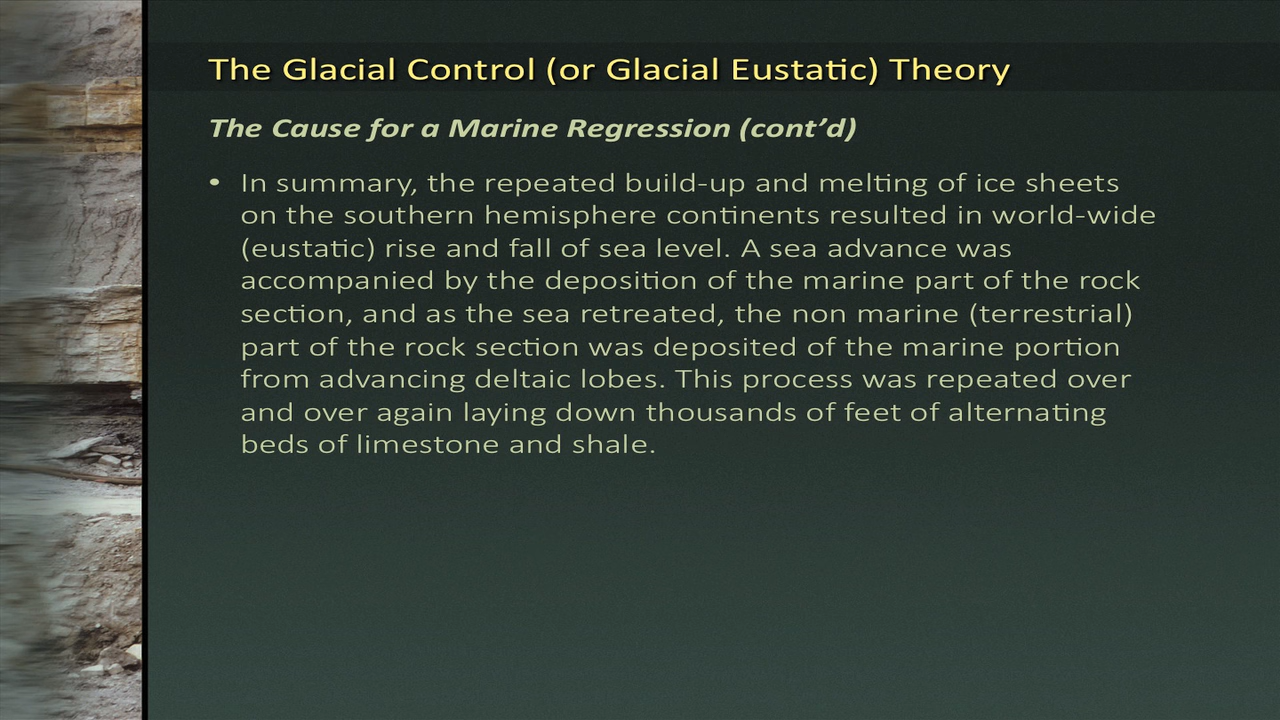 The Glacial Control (or Glacial Eustatic) Theory
The Cause for a Marine Regression (cont’d)
• In summary, the repeated build-up and melting of ice sheets
on the southern hemisphere continents resulted in world-wide
(eustatic) rise and fall of sea level. A sea advance was
accompanied by the deposition of the marine part of the rock
section, and as the sea retreated, the non marine (terrestrial)
part of the rock section was deposited of the marine portion
from advancing deltaic lobes. This process was repeated over
and over again laying down thousands of feet of alternating
beds of limestone and shale.